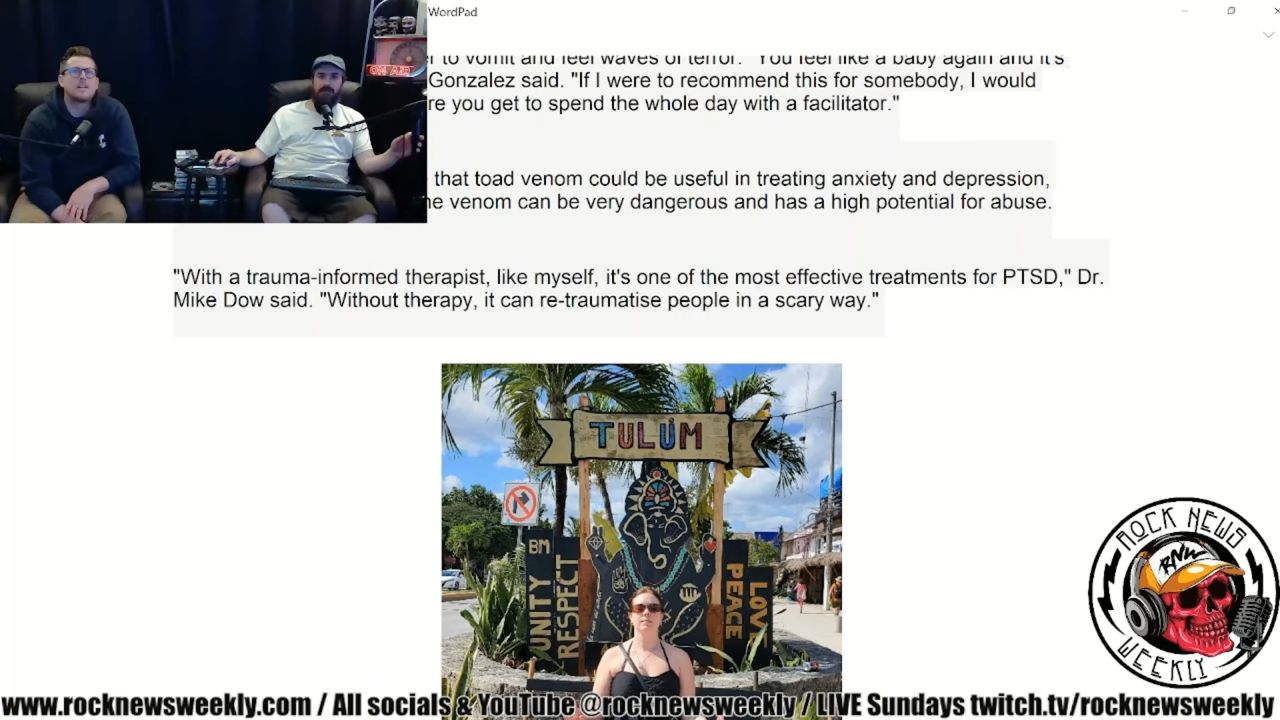 WordPad
to vomit and feel waves of terror. "You feel like a baby again and it's
Gonzalez said. "If I were to recommend this for somebody, I would
re you get to spend the whole day with a facilitator."
that toad venom could be useful in treating anxiety and depression,
he venom can be very dangerous and has a high potential for abuse.
"With a trauma-informed therapist, like myself, it's one of the most effective treatments for PTSD," Dr.
Mike Dow said. "Without therapy, it can re-traumatise people in a scary way."
ON AIR
TULUM
BM
UNITY
RESPECT
PEACE
LOVE
ROCK NEWS
RNW
WEEKLY
www.rocknewsweekly.com / All socials & YouTube @rocknewsweekly / LIVE Sundays twitch.tv/rocknewsweekly